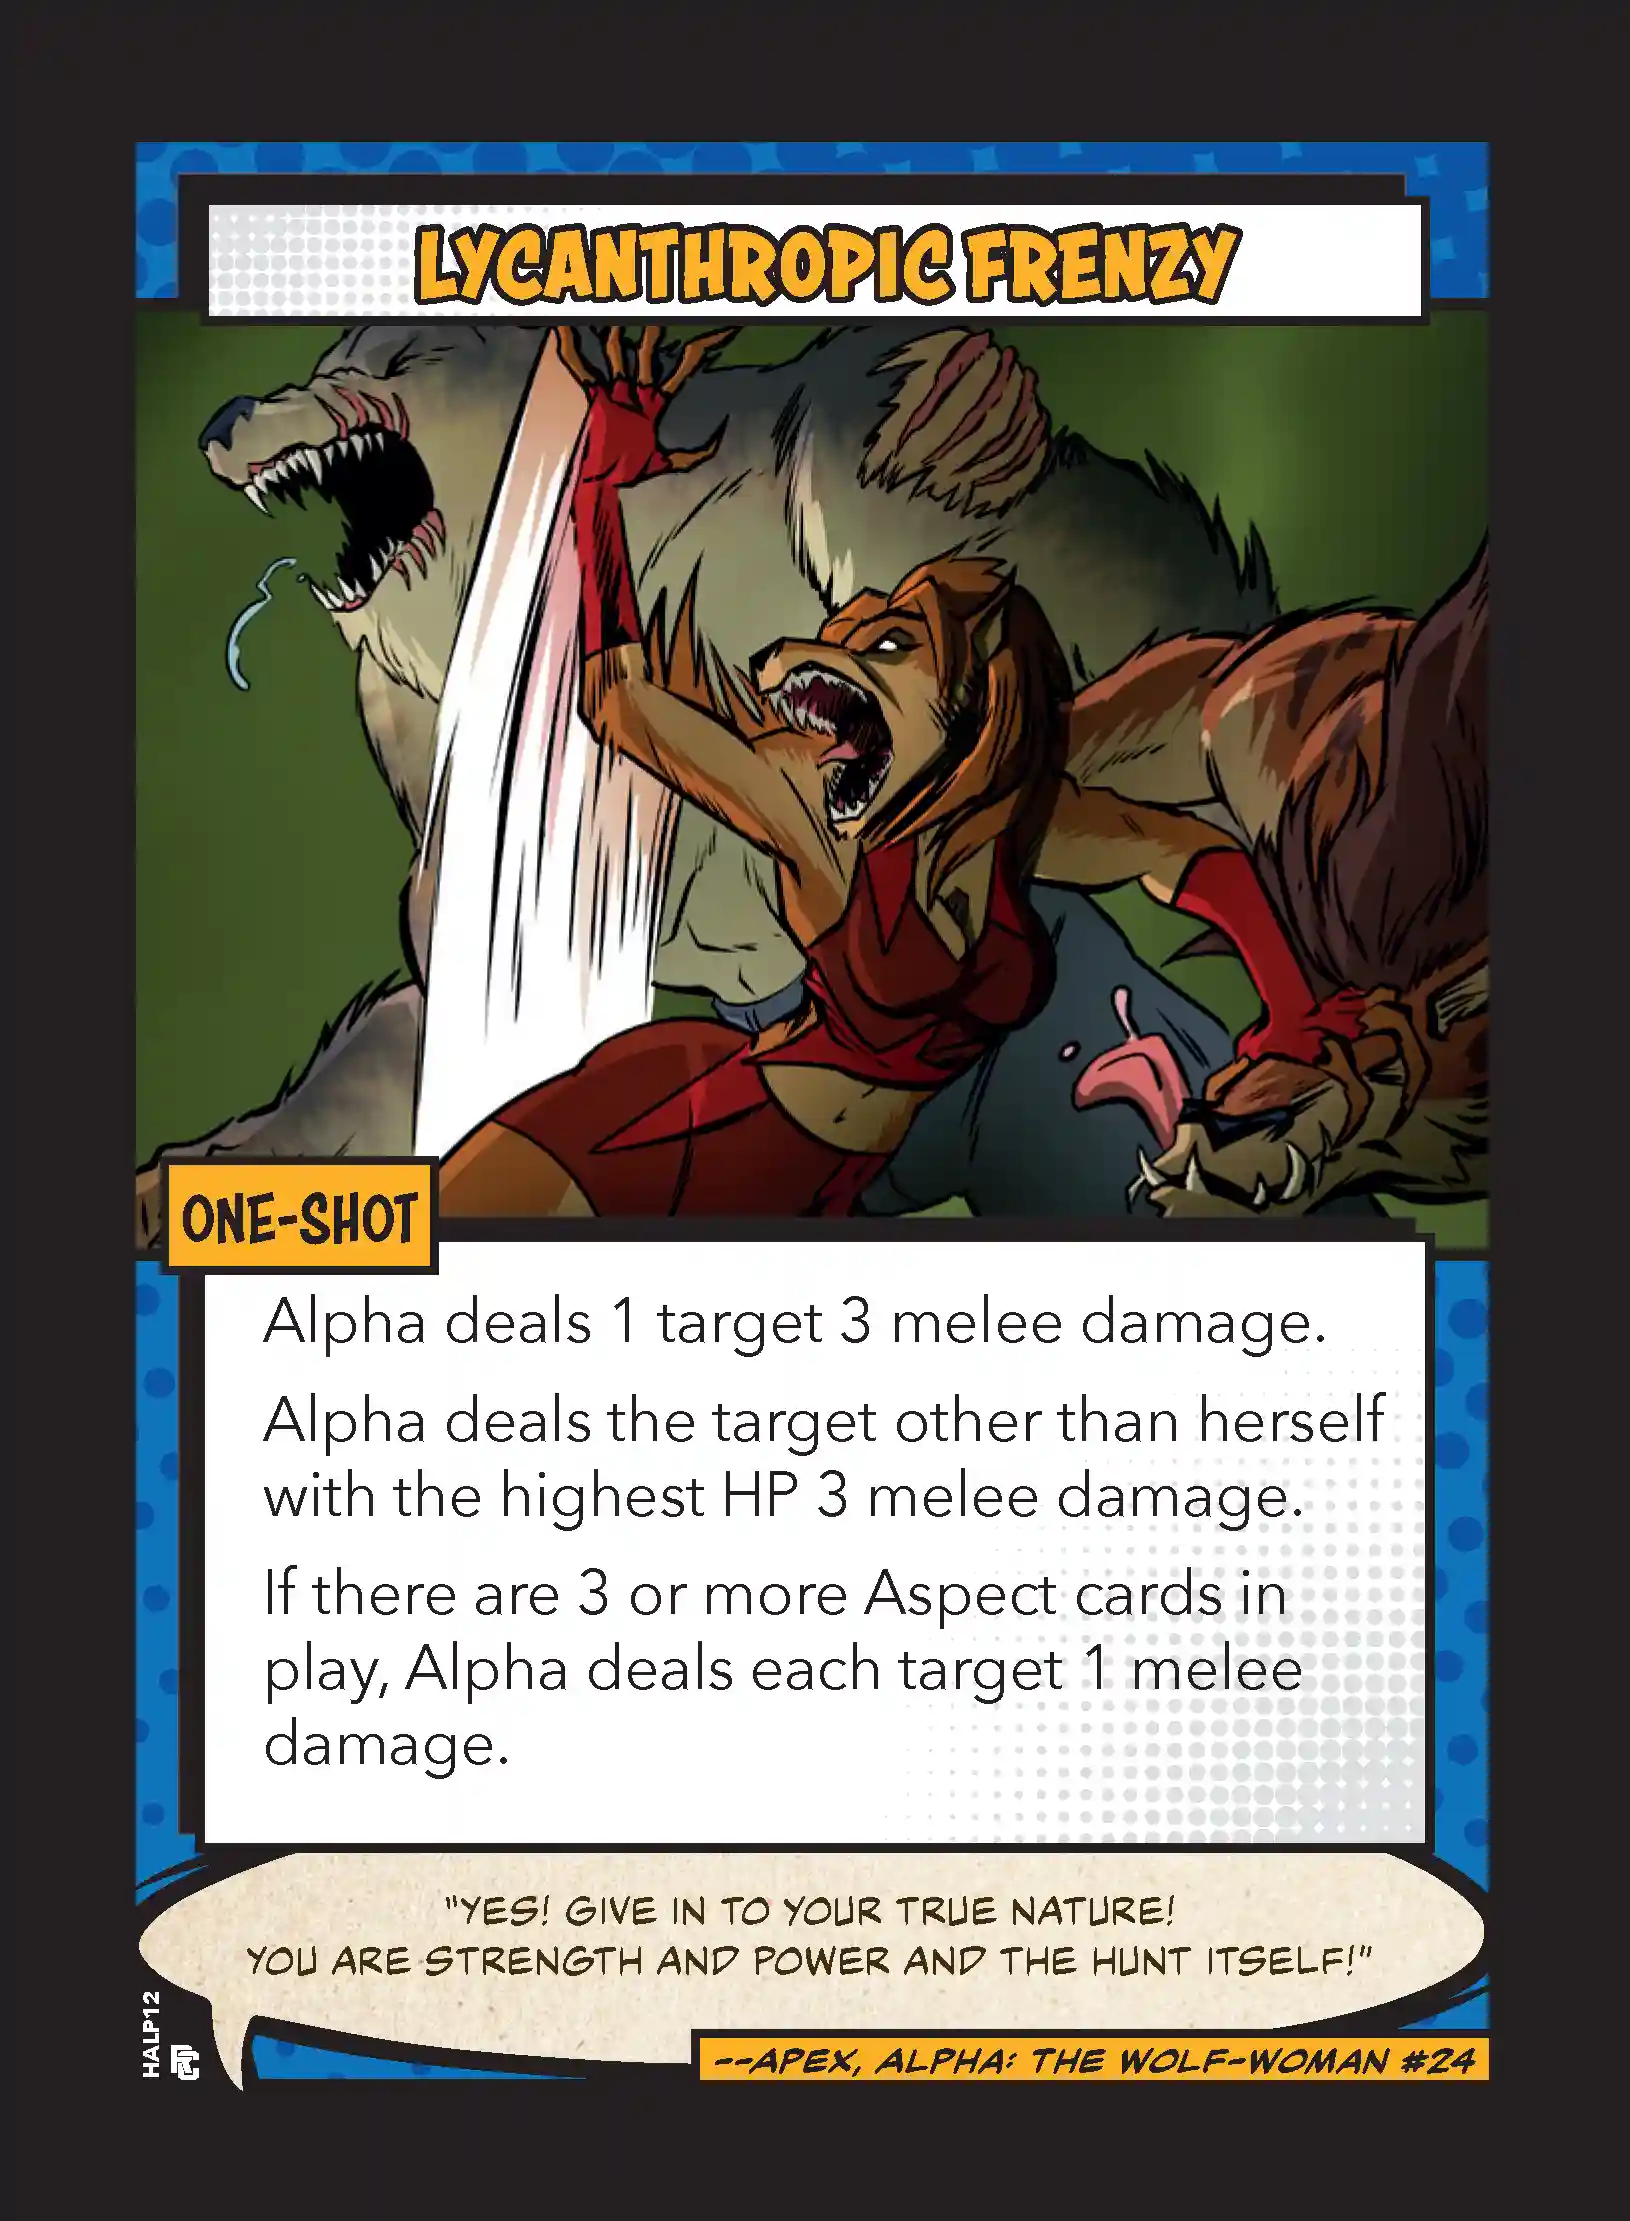 LYCANTHROPIC FRENZY
ONE-SHOT
Alpha deals 1 target 3 melee damage.
Alpha deals the target other than herself
with the highest HP 3 melee damage.
If there are 3 or more Aspect cards in
play, Alpha deals each target 1 melee
damage.
"YES! GIVE IN TO YOUR TRUE NATURE!
YOU ARE STRENGTH AND POWER AND THE HUNT ITSELF!"
--APEX, ALPHA: THE WOLF-WOMAN #24
HALP12